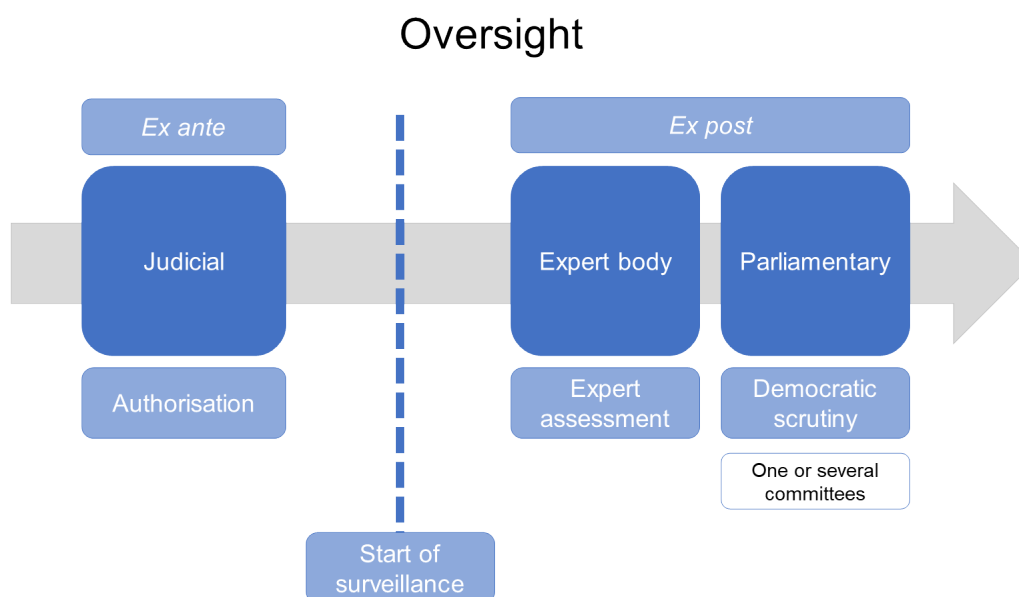 Oversight
Ex ante
Ex post
Judicial
Expert body
Parliamentary
Authorisation
Expert
assessment
Democratic
scrutiny
One or several
committees
Start of
surveillance